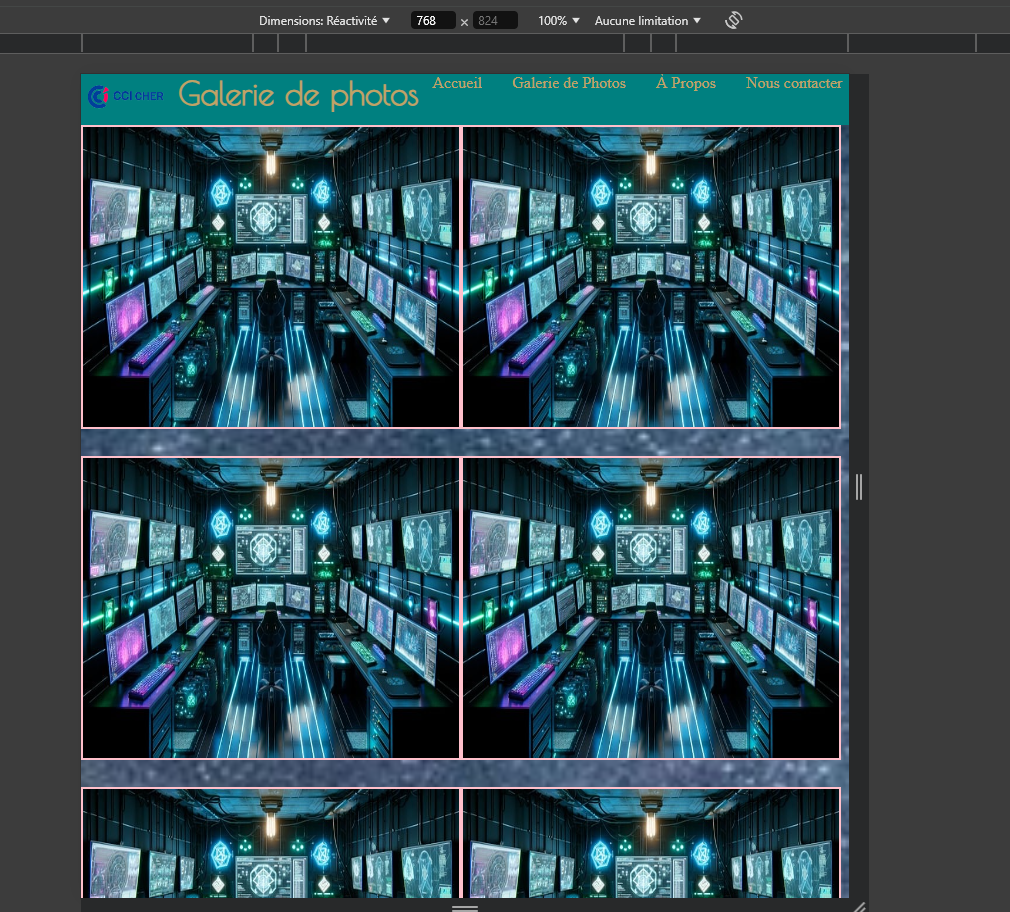 Dimensions: Réactivité 768 × 824 100% Aucune limitation
CCI CHER Galerie de photos Accueil Galerie de Photos À Propos Nous contacter